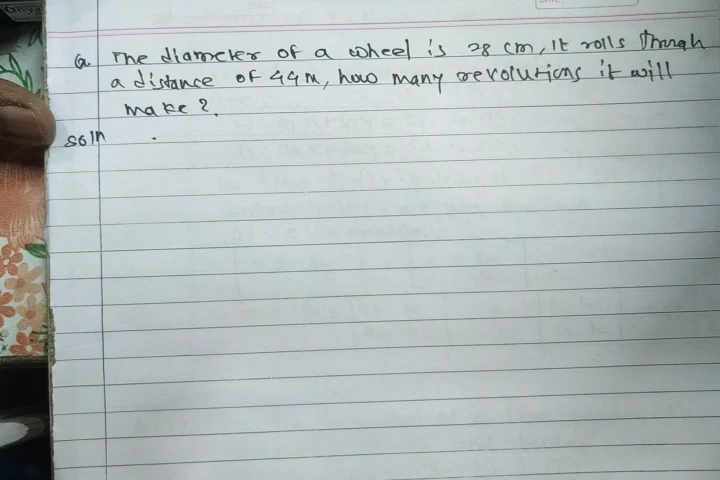 Q. The diameter of a wheel is 28 cm, it rolls through
a distance of 44 m, how many revolutions it will
make?.
Soln .